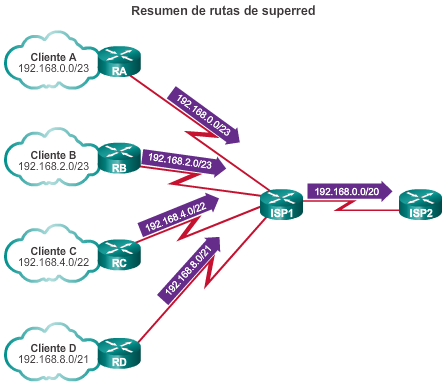 Resumen de rutas de superred
Cliente A
192.168.0.0/23
RA
192.168.0.0/23
Cliente B
192.168.2.0/23
RB
192.168.2.0/23
192.168.0.0/20
ISP1
ISP2
192.168.4.0/22
Cliente C
192.168.4.0/22
RC
192.168.8.0/21
Cliente D
192.168.8.0/21
RD